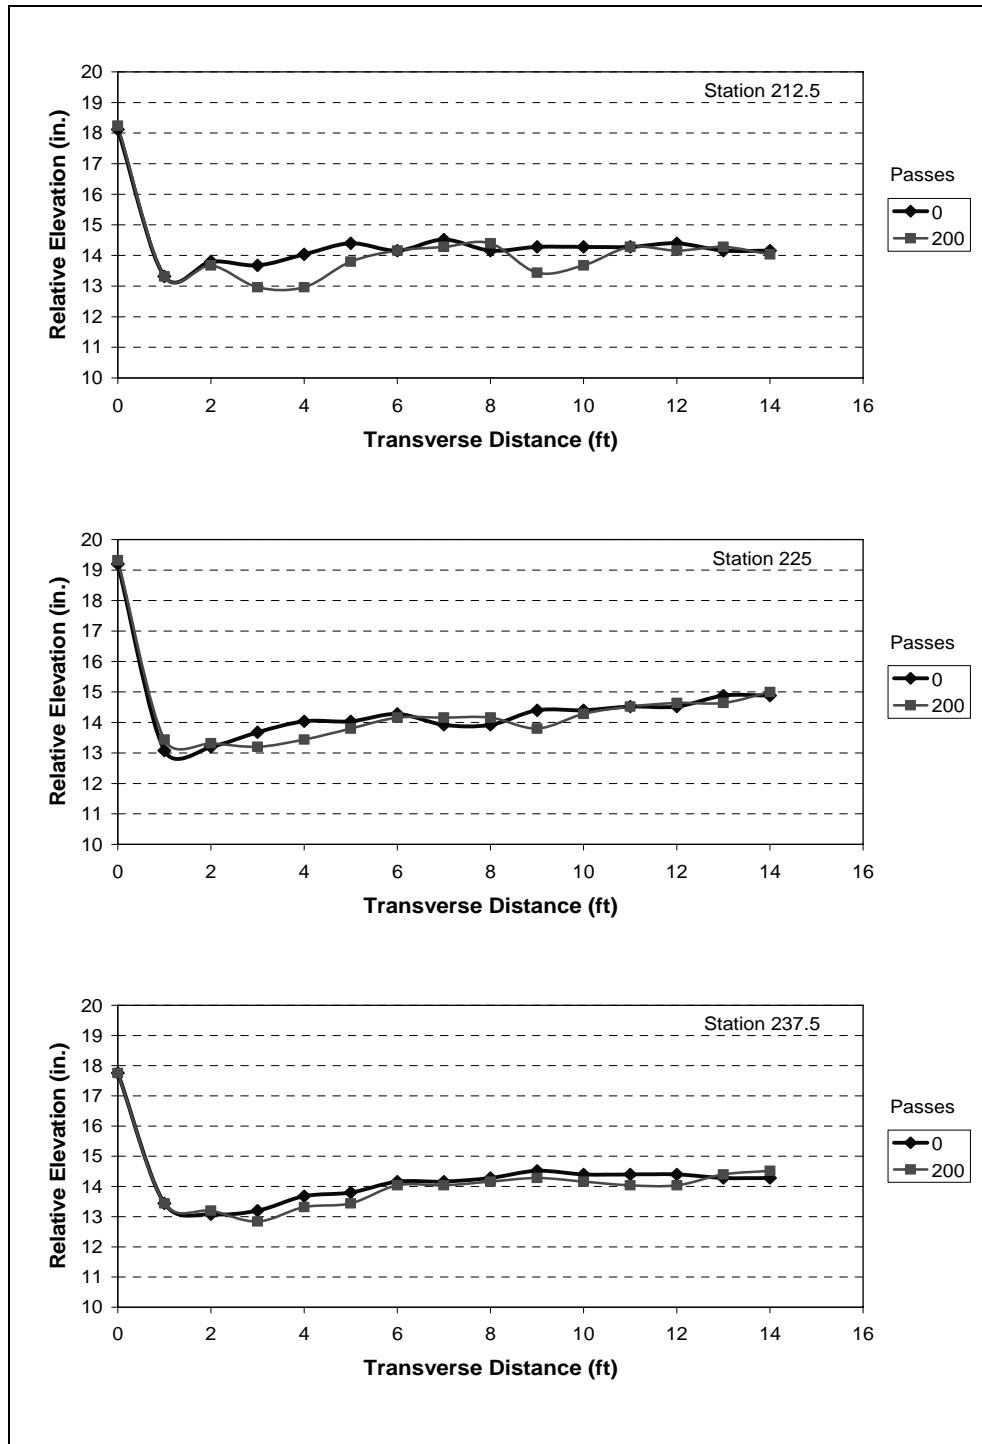 Station 212.5
20
19
18
17
16
15
14
13
12
11
10
Relative Elevation (in.)
0 2 4 6 8 10 12 14 16
Transverse Distance (ft)
Passes
0
200
Station 225
20
19
18
17
16
15
14
13
12
11
10
Relative Elevation (in.)
0 2 4 6 8 10 12 14 16
Transverse Distance (ft)
Passes
0
200
Station 237.5
20
19
18
17
16
15
14
13
12
11
10
Relative Elevation (in.)
0 2 4 6 8 10 12 14 16
Transverse Distance (ft)
Passes
0
200